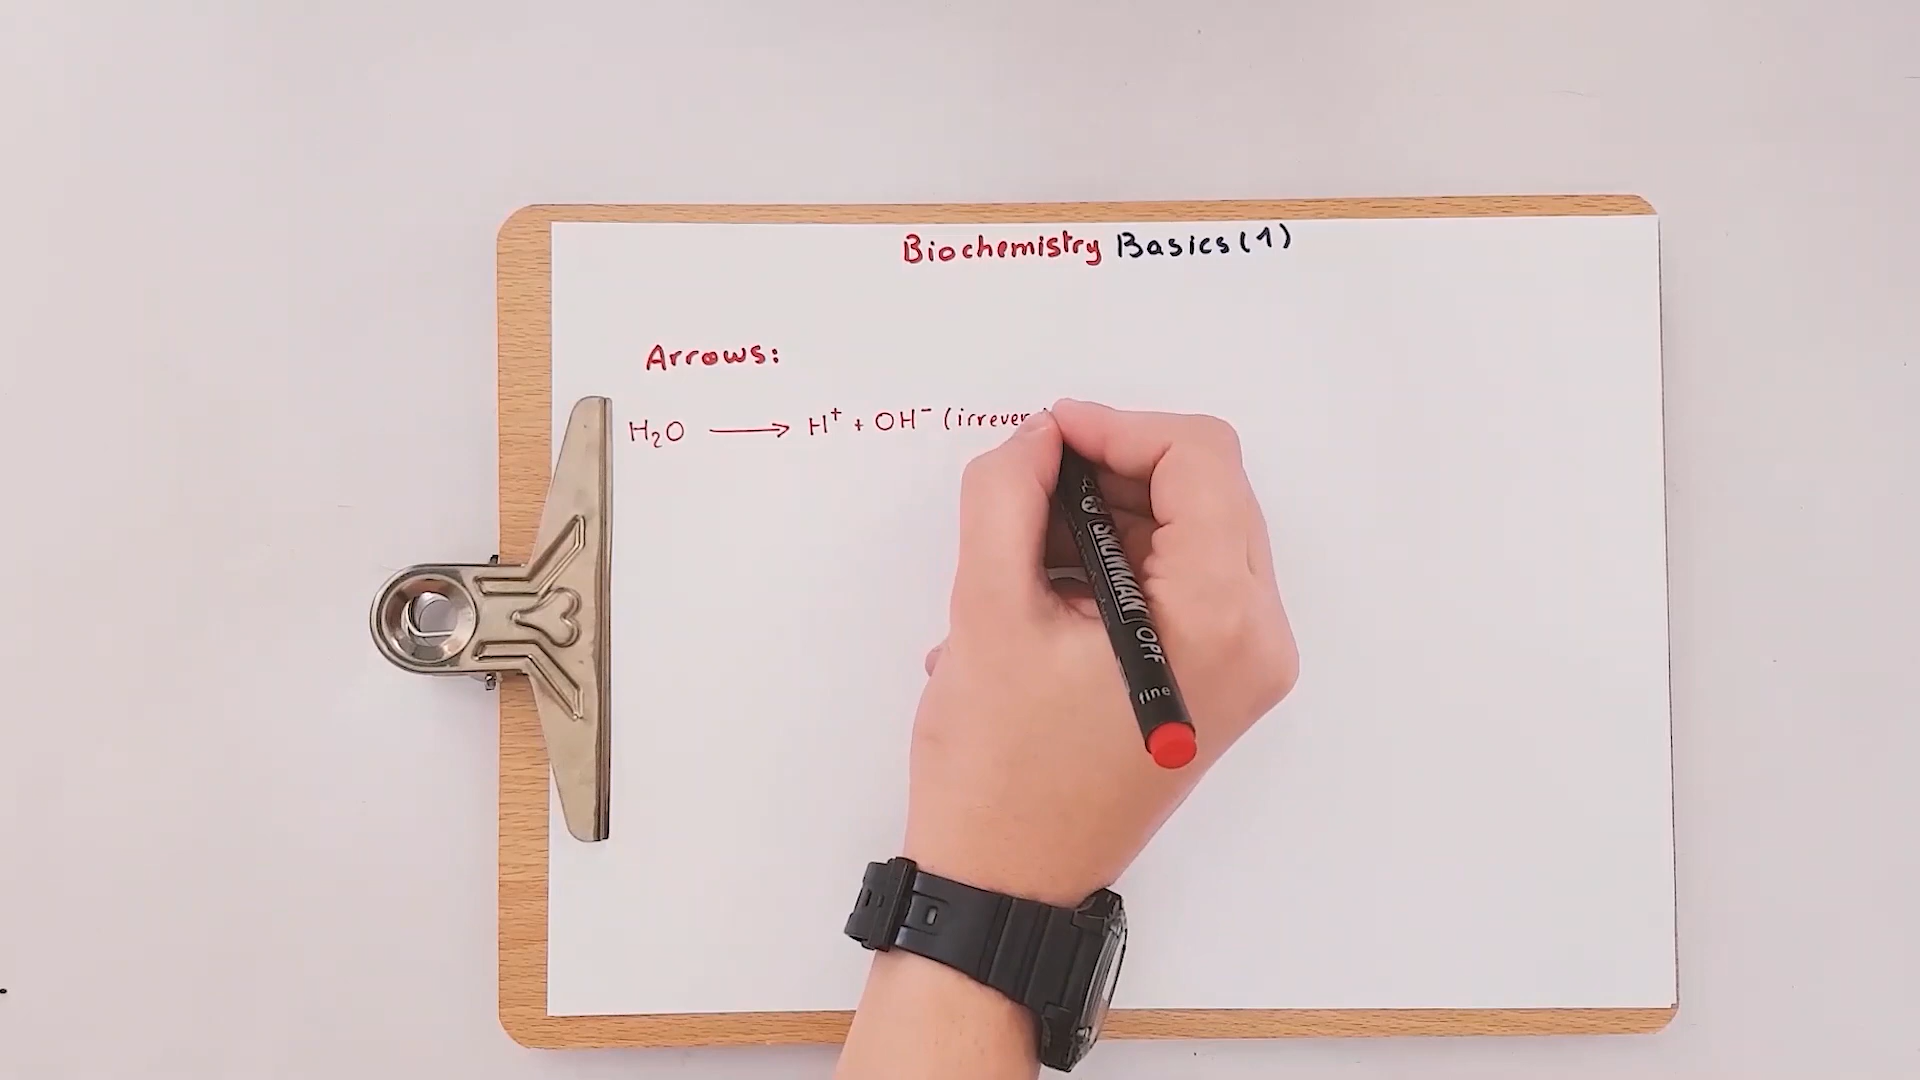 Biochemistry Basics (1)
Arrows:
H₂O ⟶ H⁺ + OH⁻ (irrever
SNOWMAN OPF
fine